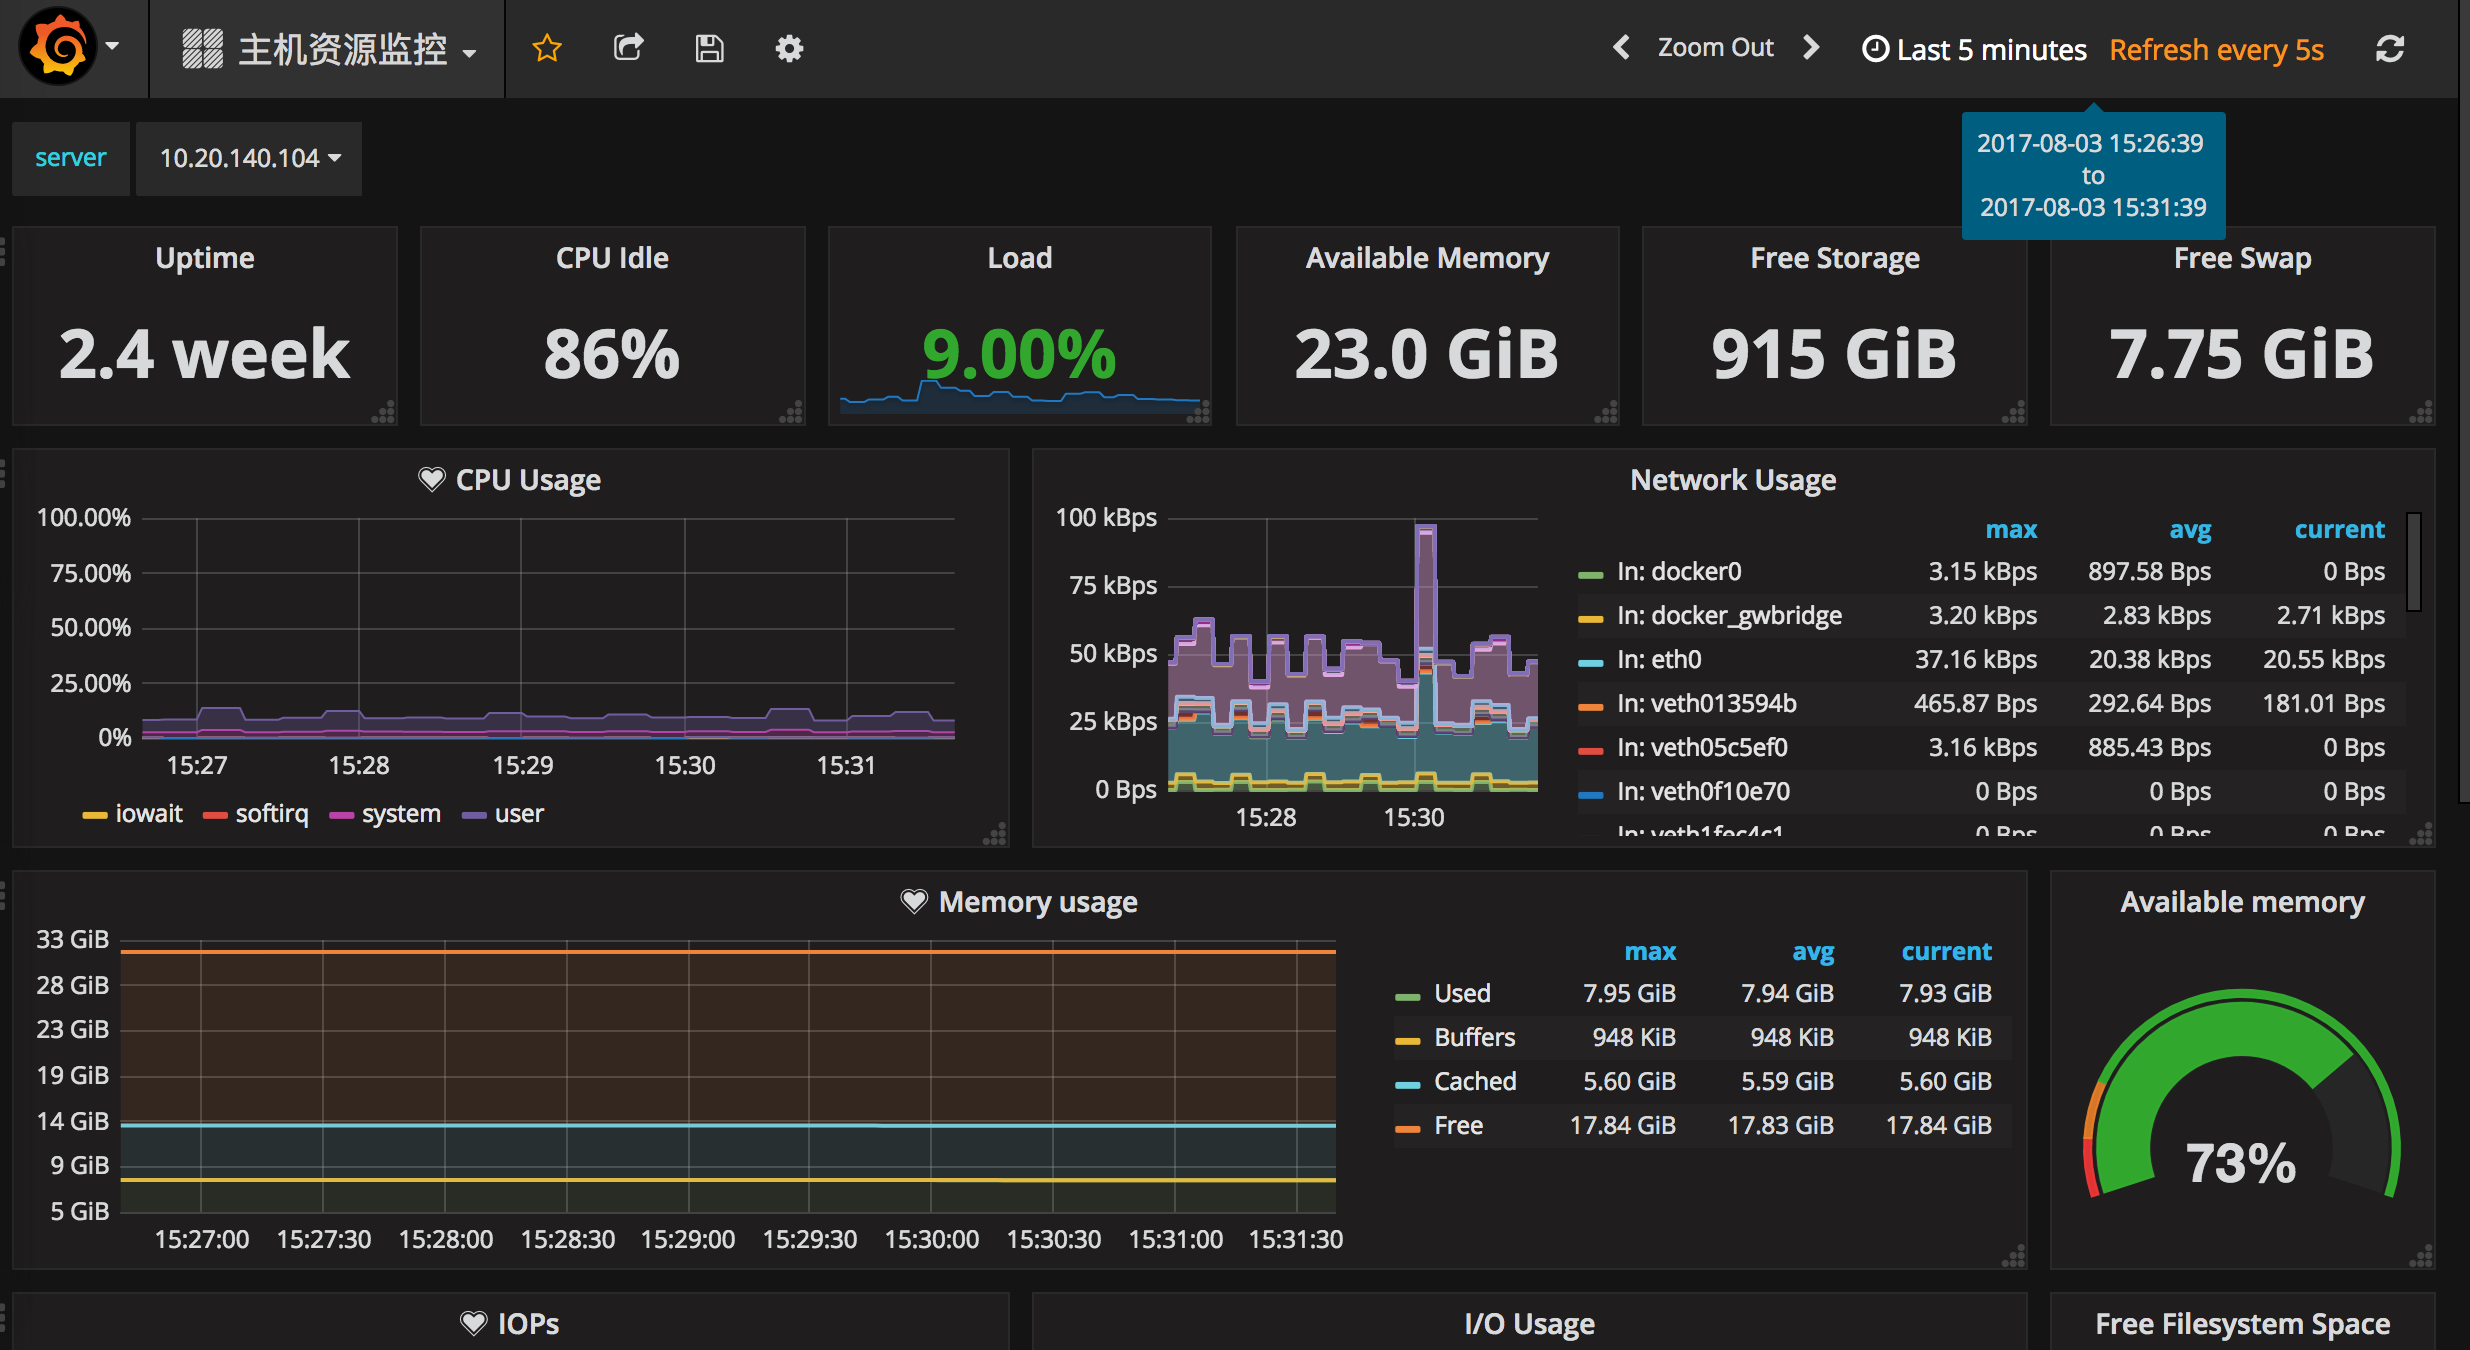 主机资源监控
Zoom Out
Last 5 minutes Refresh every 5s
2017-08-03 15:26:39
to
2017-08-03 15:31:39
server 10.20.140.104
Uptime
2.4 week
CPU Idle
86%
Load
9.00%
Available Memory
23.0 GiB
Free Storage
915 GiB
Free Swap
7.75 GiB
CPU Usage
100.00%
75.00%
50.00%
25.00%
0%
15:27 15:28 15:29 15:30 15:31
iowait softirq system user
Network Usage
100 kBps
75 kBps
50 kBps
25 kBps
0 Bps
15:28 15:30
max avg current
In: docker0 3.15 kBps 897.58 Bps 0 Bps
In: docker_gwbridge 3.20 kBps 2.83 kBps 2.71 kBps
In: eth0 37.16 kBps 20.38 kBps 20.55 kBps
In: veth013594b 465.87 Bps 292.64 Bps 181.01 Bps
In: veth05c5ef0 3.16 kBps 885.43 Bps 0 Bps
In: veth0f10e70 0 Bps 0 Bps 0 Bps
In: veth1fec4c1 0 Bps 0 Bps 0 Bps
Memory usage
33 GiB
28 GiB
23 GiB
19 GiB
14 GiB
9 GiB
5 GiB
15:27:00 15:27:30 15:28:00 15:28:30 15:29:00 15:29:30 15:30:00 15:30:30 15:31:00 15:31:30
max avg current
Used 7.95 GiB 7.94 GiB 7.93 GiB
Buffers 948 KiB 948 KiB 948 KiB
Cached 5.60 GiB 5.59 GiB 5.60 GiB
Free 17.84 GiB 17.83 GiB 17.84 GiB
Available memory
73%
IOPs
I/O Usage
Free Filesystem Space